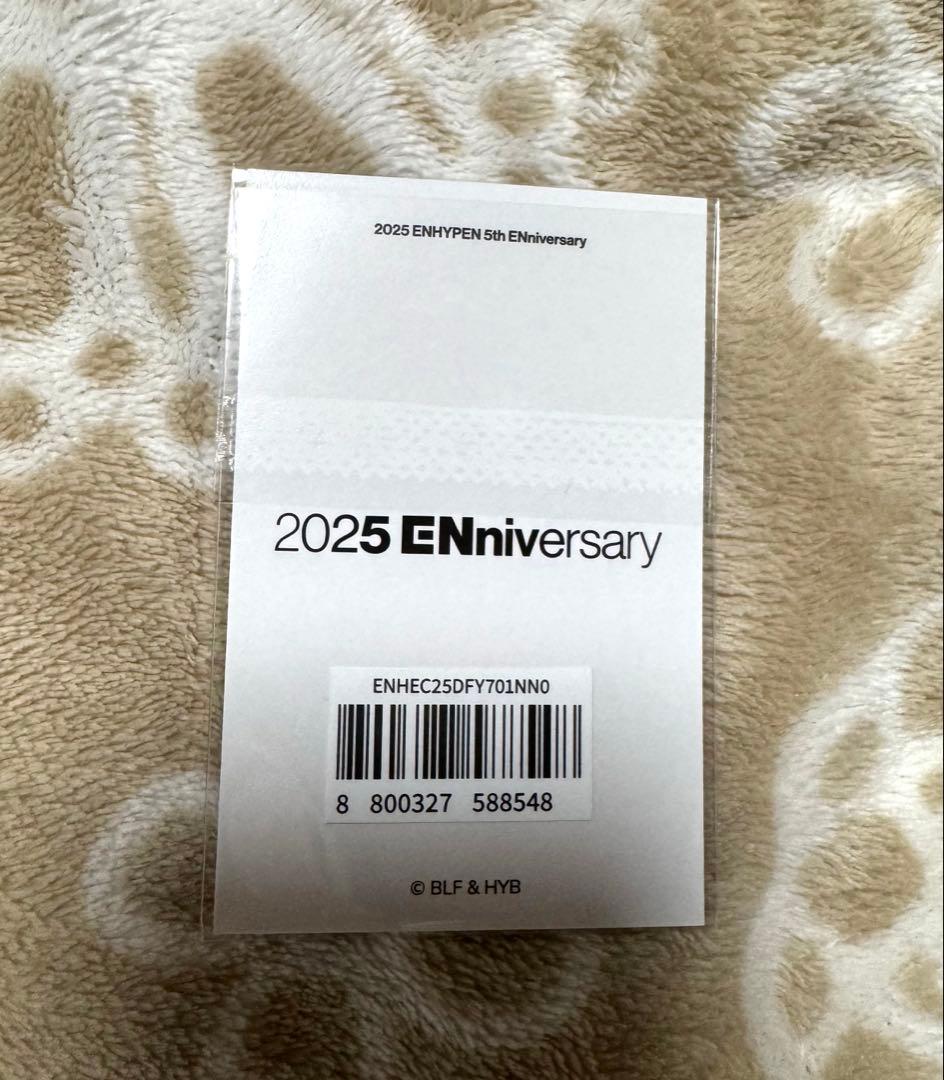 2025 ENHYPEN 5th ENniversary
2025 ENniversary
ENHEC25DFY701NN0
8 800327 588548
© BLF & HYB